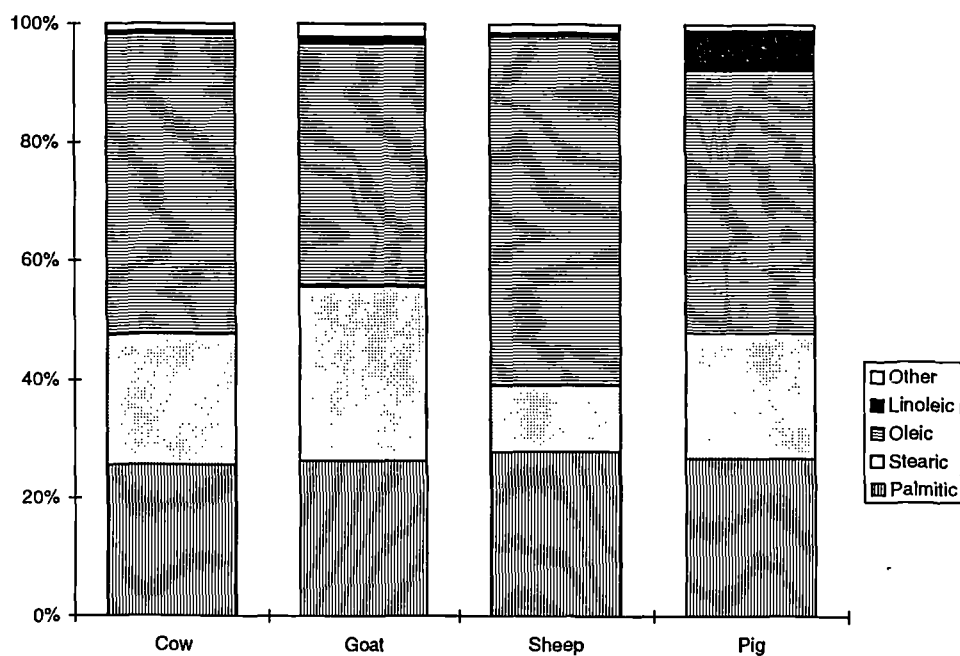 100%
80%
60%
40%
20%
0%
Cow Goat Sheep Pig
Other
Linoleic
Oleic
Stearic
Palmitic